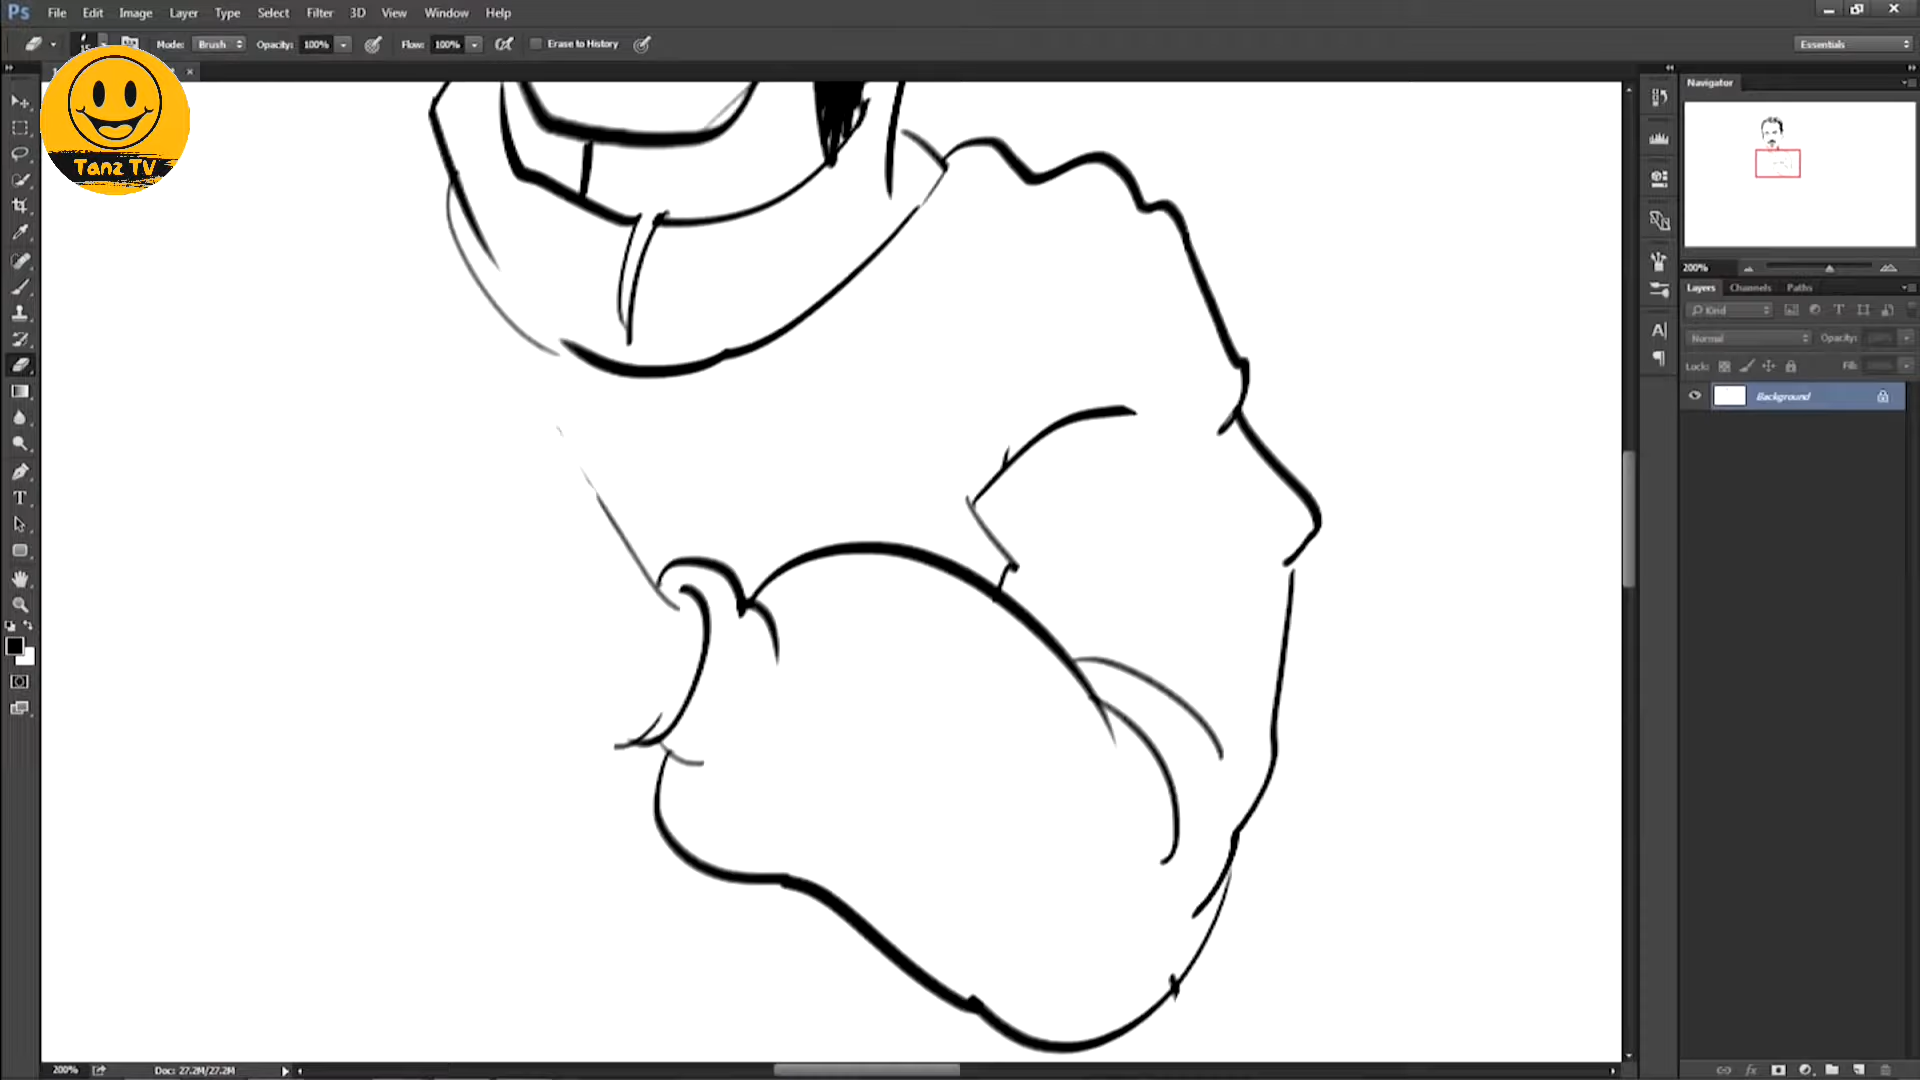 Ps File Edit Image Layer Type Select Filter 3D View Window Help
Mode: Brush Opacity: 100% Flow: 100% Erase to History Essentials
Tanz TV
Navigator
200%
Layers Channels Paths
Kind
Normal Opacity:
Lock: Fill:
Background
200% Doc: 27.2M/27.2M